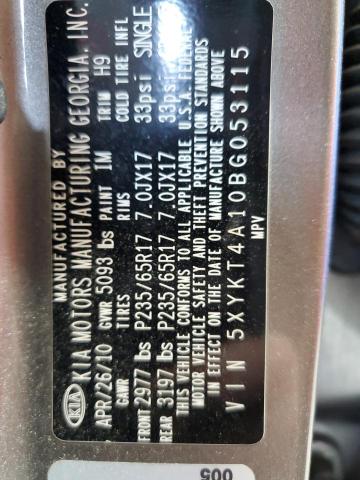 MANUFACTURED BY
KIA KIA MOTORS MANUFACTURING GEORGIA. INC.
APR/26/10 GVWR 5093 lbs PAINT 1M TRIM H9
GAWR TIRES RIMS COLD TIRE INFL
FRONT 2977 lbs P235/65R17 7.0JX17 33psi SINGLE
REAR 3197 lbs P235/65R17 7.0JX17 33psi SINGLE
THIS VEHICLE CONFORMS TO ALL APPLICABLE U.S.A. FEDERAL
MOTOR VEHICLE SAFETY AND THEFT PREVENTION STANDARDS
IN EFFECT ON THE DATE OF MANUFACTURE SHOWN ABOVE
VIN 5XYKT4A10BG053115
MPV
005